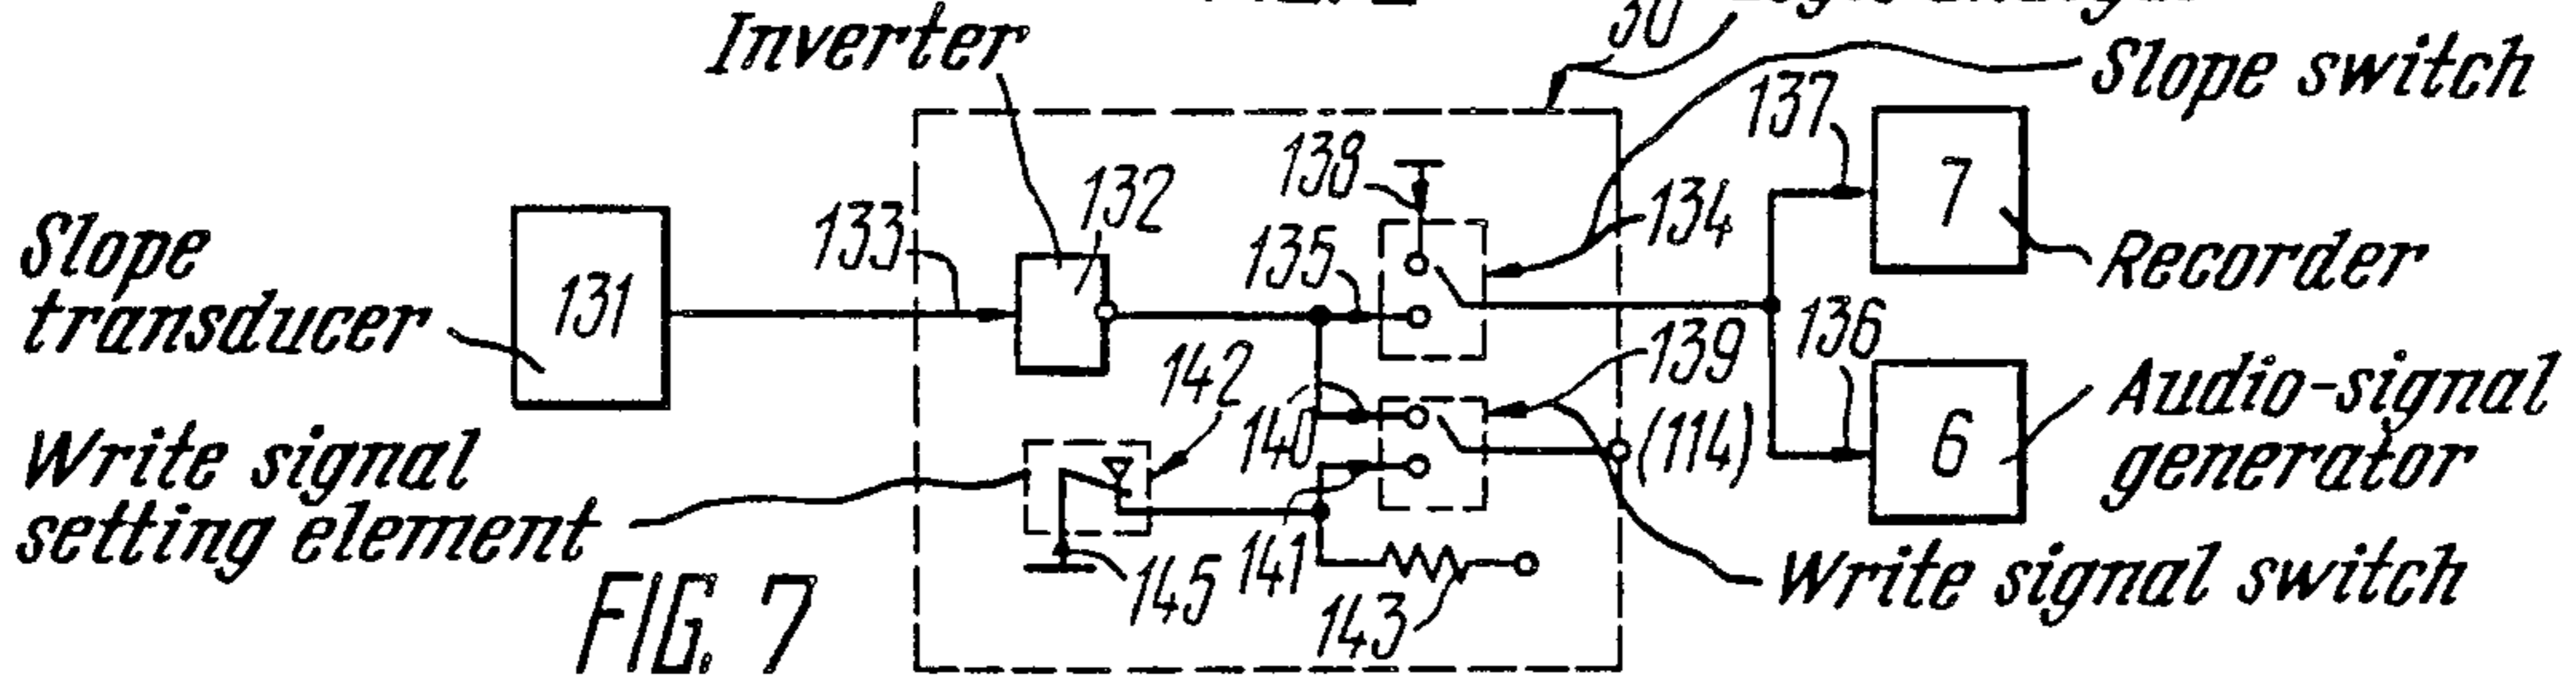 Inverter
Slope switch
137
138
7
132
134
133
135
Slope
transducer
131
Recorder
136
139
142
Audio-signal
generator
140
(114)
6
Write signal
setting element
141
145
143
Write signal switch
FIG. 7